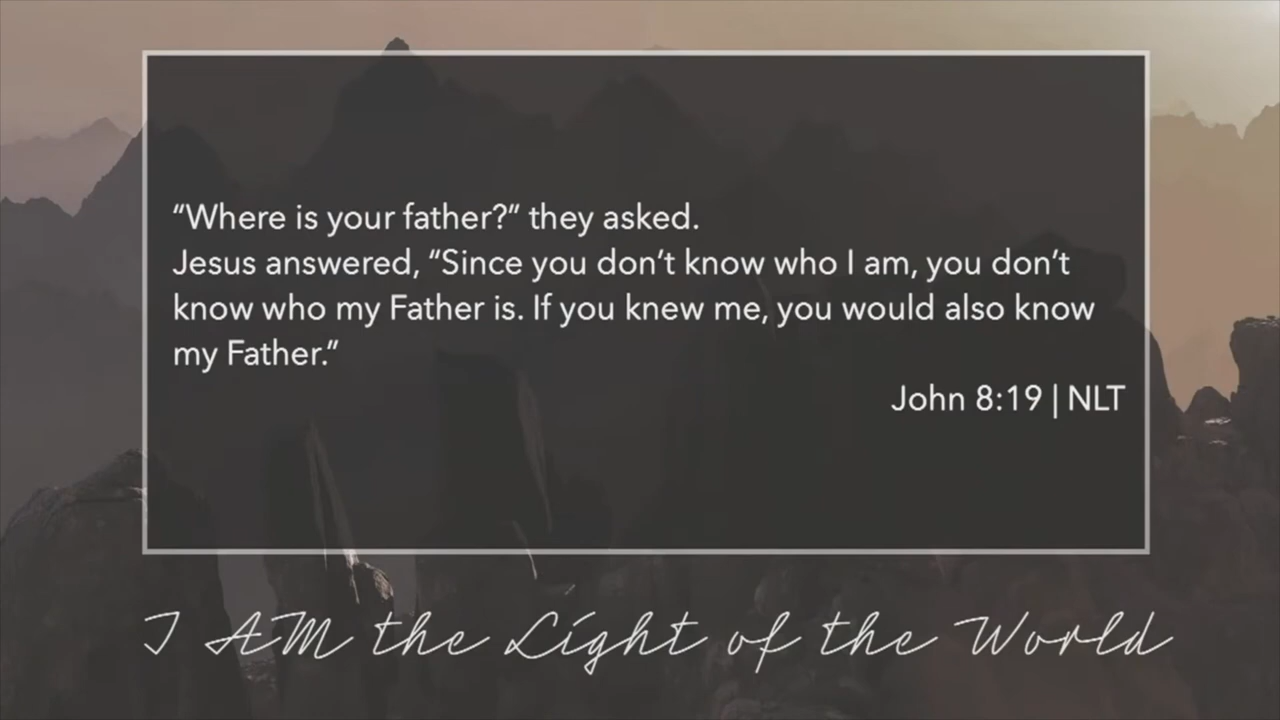 “Where is your father?” they asked.
Jesus answered, “Since you don’t know who I am, you don’t
know who my Father is. If you knew me, you would also know
my Father.”
John 8:19 | NLT
I AM the Light of the World